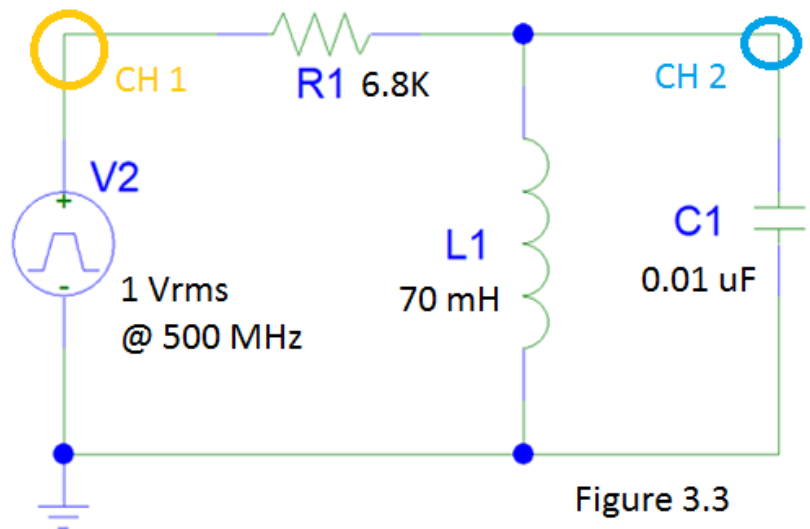 CH 1
R1 6.8K
CH 2
V2
+
-
1 Vrms
@ 500 MHz
L1
70 mH
C1
0.01 uF
Figure 3.3